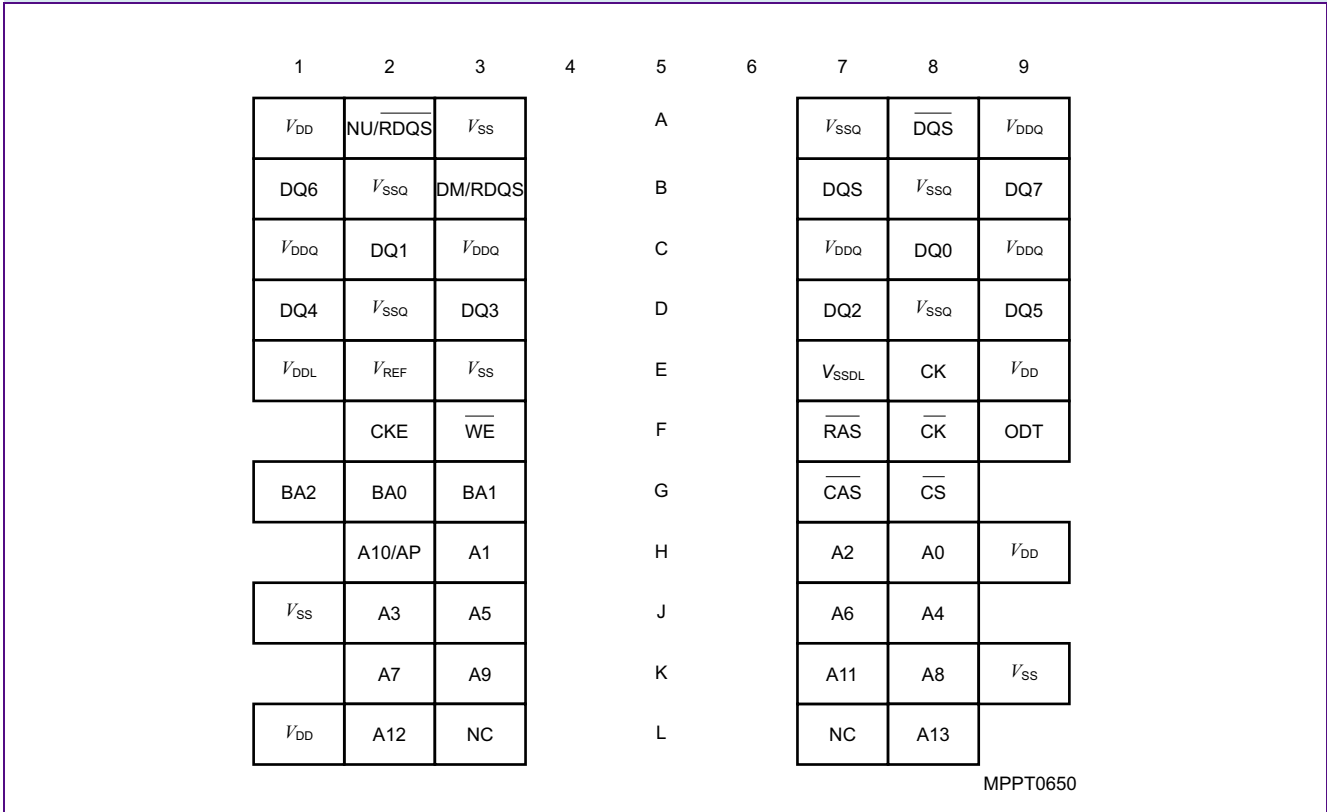 1 2 3 4 5 6 7 8 9
VDD NU/RDQS VSS A VSSQ DQS VDDQ
DQ6 VSSQ DM/RDQS B DQS VSSQ DQ7
VDDQ DQ1 VDDQ C VDDQ DQ0 VDDQ
DQ4 VSSQ DQ3 D DQ2 VSSQ DQ5
VDDL VREF VSS E VSSDL CK VDD
CKE WE F RAS CK ODT
BA2 BA0 BA1 G CAS CS
A10/AP A1 H A2 A0 VDD
VSS A3 A5 J A6 A4
A7 A9 K A11 A8 VSS
VDD A12 NC L NC A13
MPPT0650